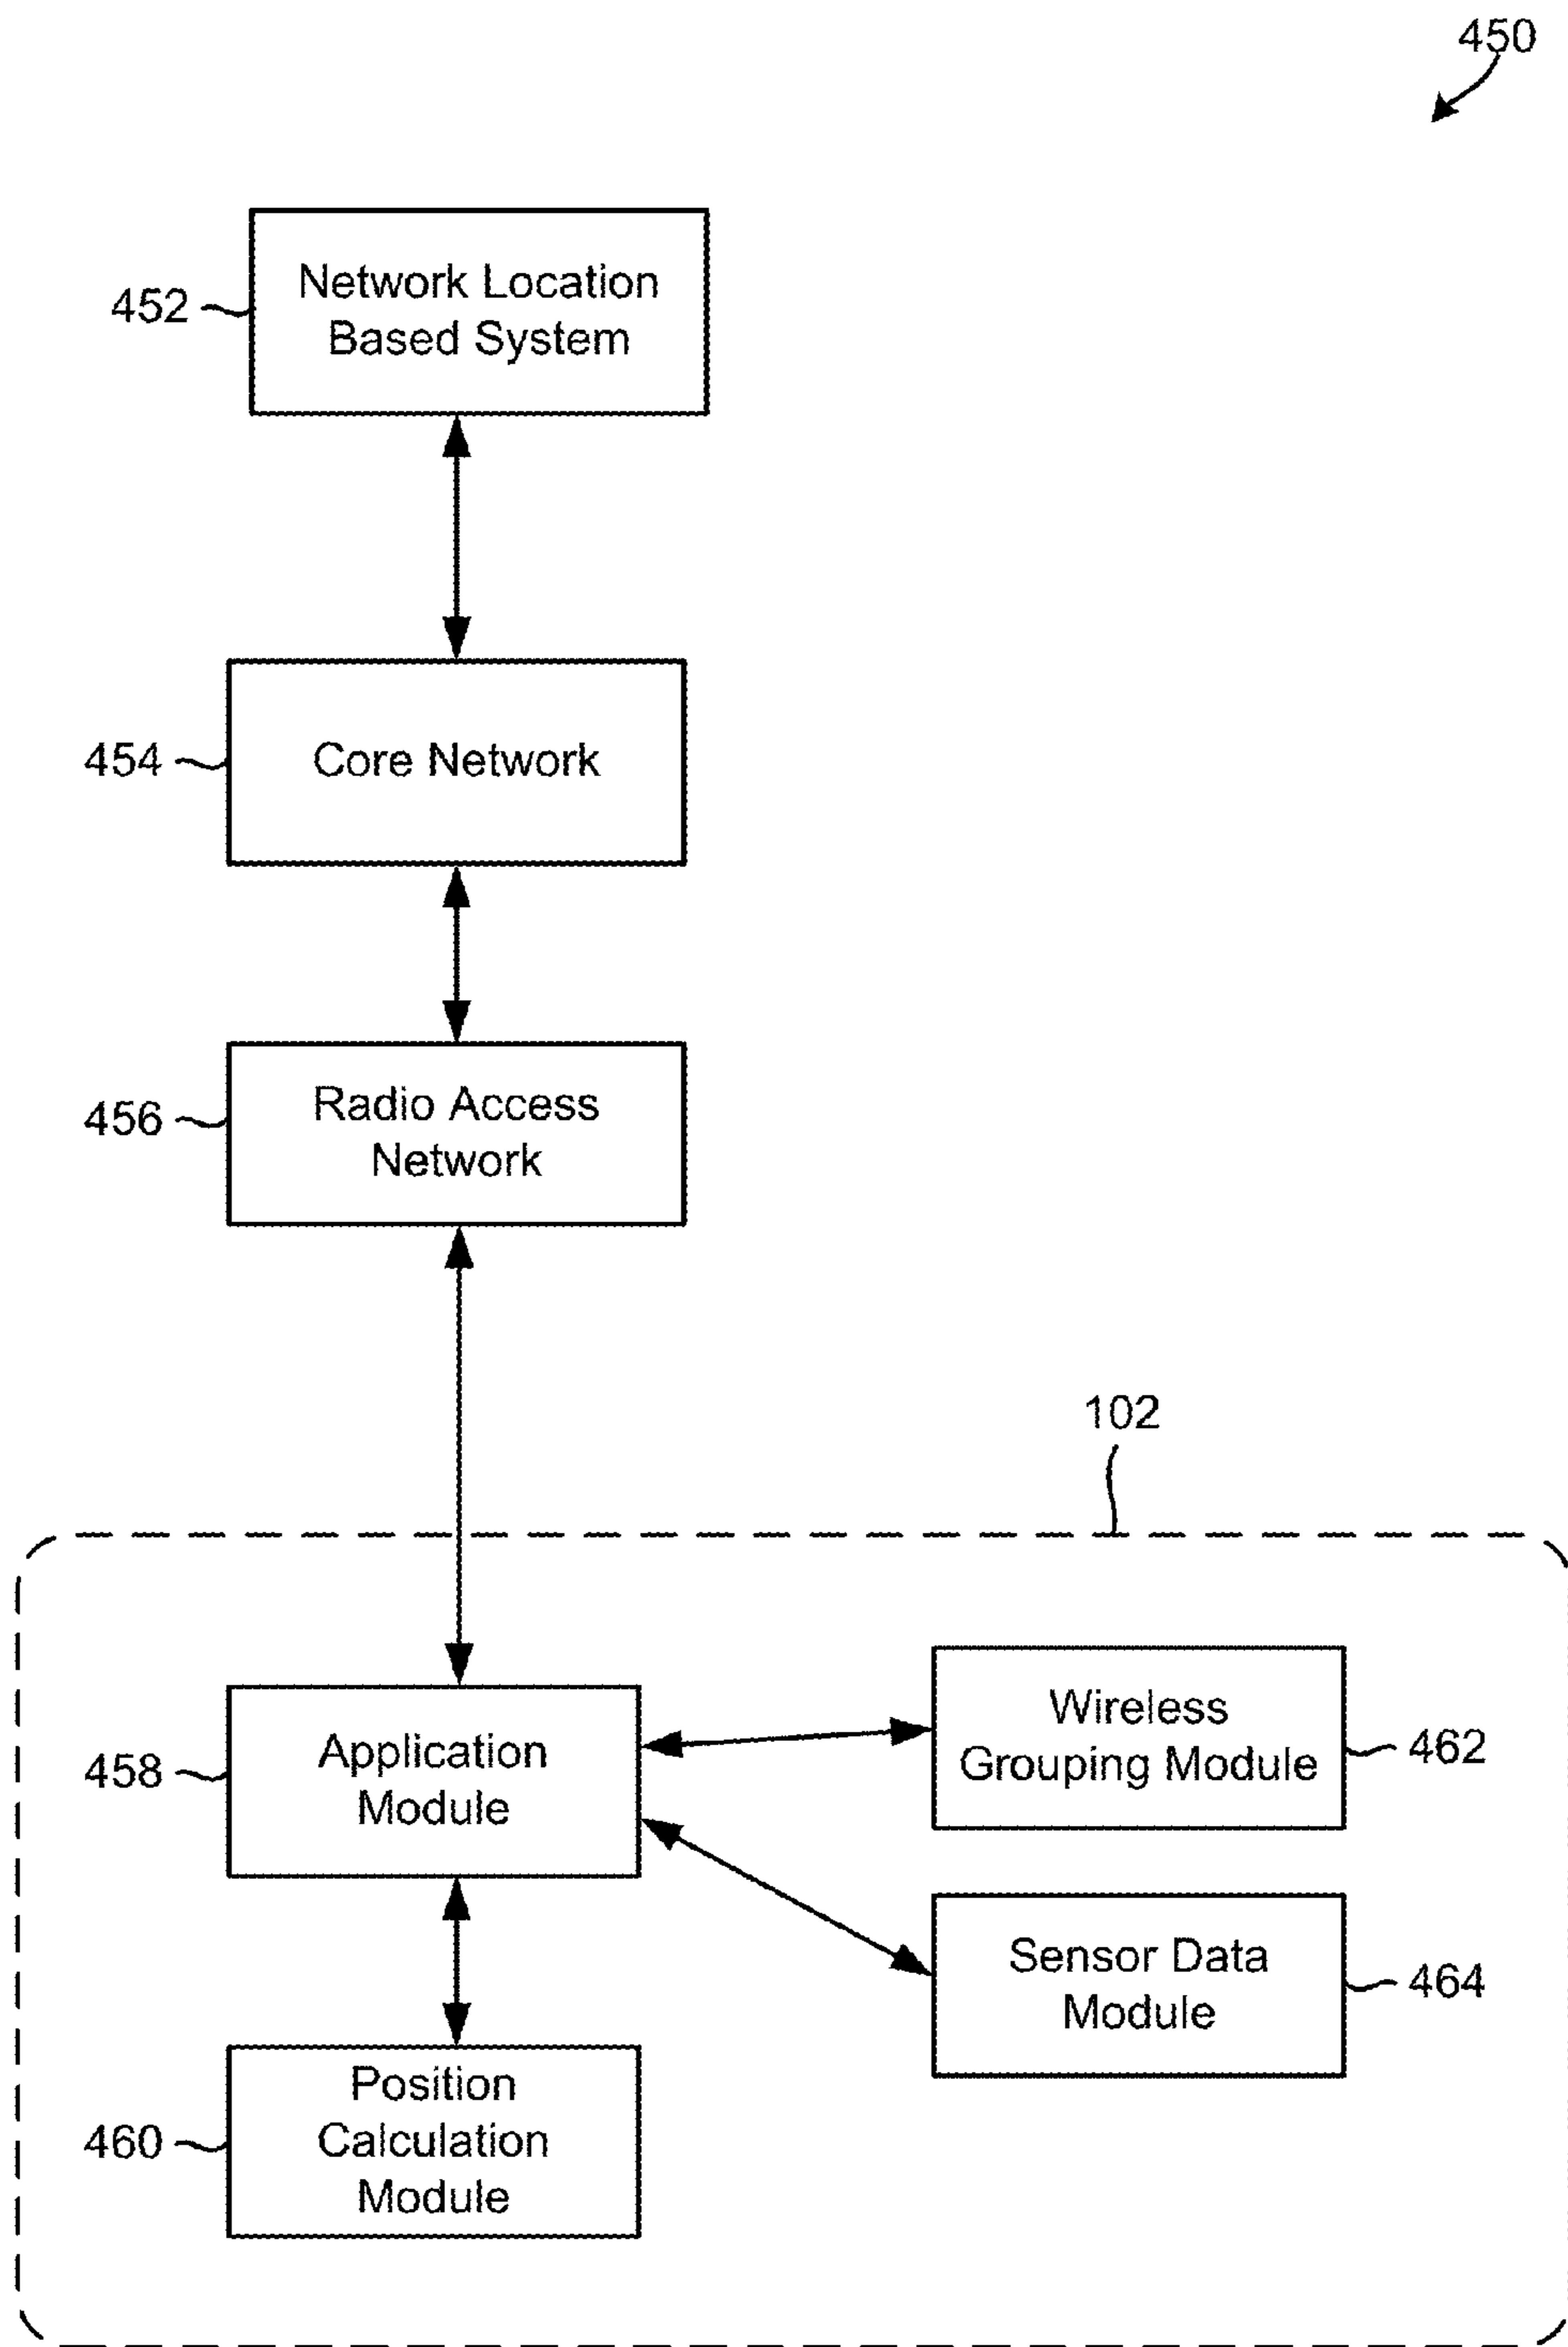 450
Network Location
Based System
452
Core Network
454
Radio Access
Network
456
102
Application
Module
458
Wireless
Grouping Module
462
Sensor Data
Module
464
Position
Calculation
Module
460